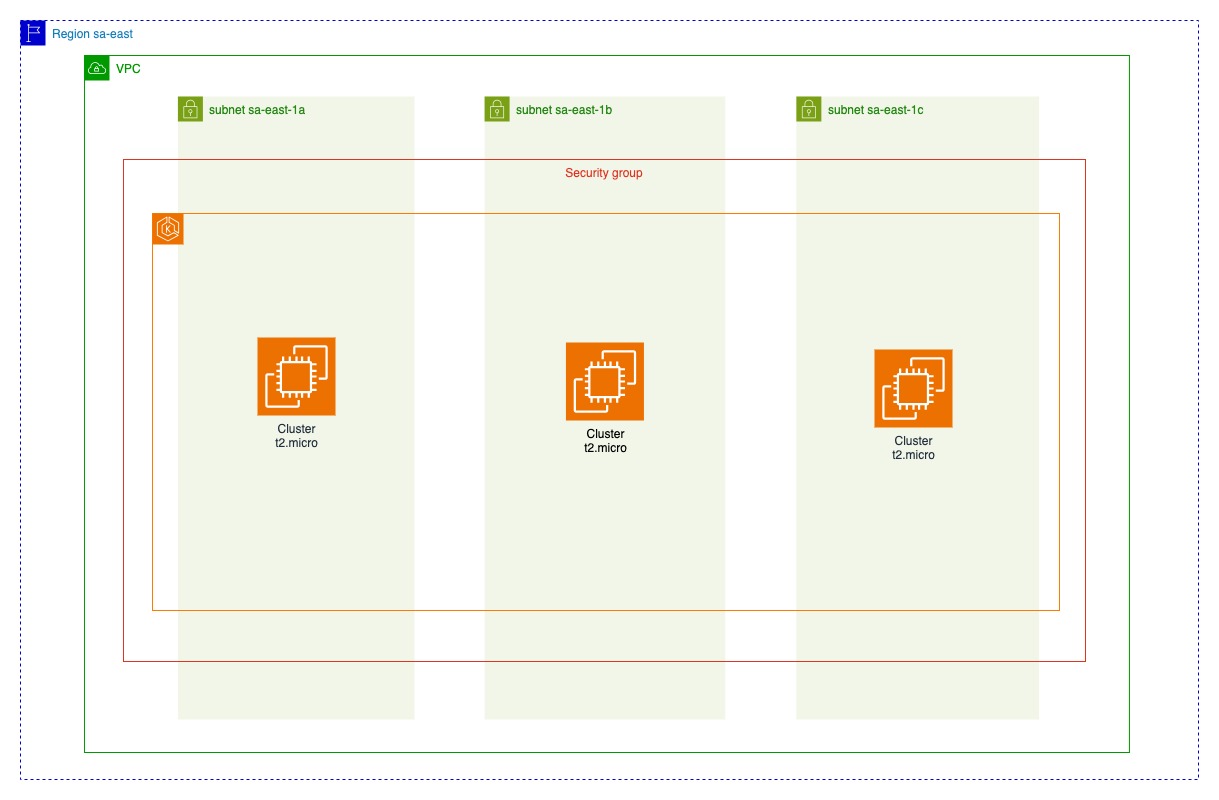 Region sa-east
VPC
subnet sa-east-1a
subnet sa-east-1b
subnet sa-east-1c
Security group
K
Cluster
t2.micro
Cluster
t2.micro
Cluster
t2.micro